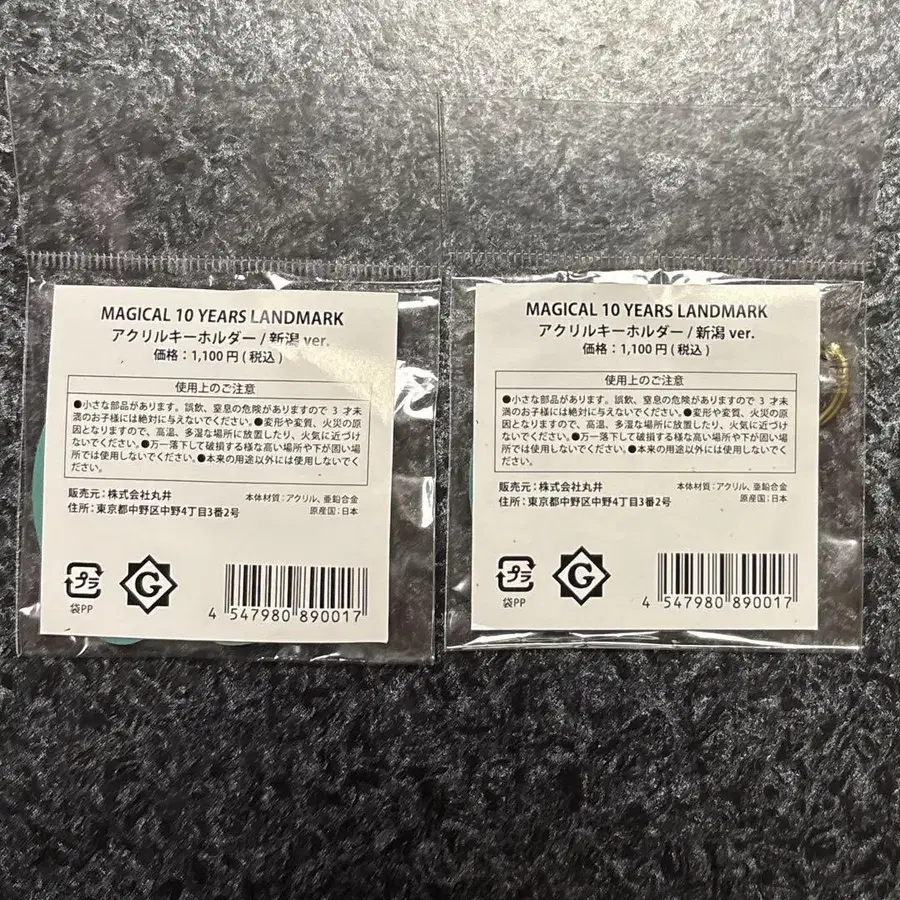 MAGICAL 10 YEARS LANDMARK
アクリルキーホルダー / 新潟 ver.
価格：1,100 円 ( 税込 )
使用上のご注意
●小さな部品があります。誤飲、窒息の危険がありますので 3 才未
満のお子様には絶対に与えないでください。●変形や変質、火災の原
因となりますので、高温、多湿な場所に放置したり、火気に近づけ
ないでください。●万一落下して破損する様な高い場所や下が固い場
所では使用しないでください。●本来の用途以外には使用しないでく
ださい。
販売元：株式会社丸井
本体材質：アクリル、亜鉛合金
住所：東京都中野区中野4丁目3番2号
原産国：日本
プラ
袋PP
G
4 547980 890017
MAGICAL 10 YEARS LANDMARK
アクリルキーホルダー / 新潟 ver.
価格：1,100 円 ( 税込 )
使用上のご注意
●小さな部品があります。誤飲、窒息の危険がありますので 3 才未
満のお子様には絶対に与えないでください。●変形や変質、火災の原
因となりますので、高温、多湿な場所に放置したり、火気に近づけ
ないでください。●万一落下して破損する様な高い場所や下が固い場
所では使用しないでください。●本来の用途以外には使用しないでく
ださい。
販売元：株式会社丸井
本体材質：アクリル、亜鉛合金
住所：東京都中野区中野4丁目3番2号
原産国：日本
プラ
袋PP
G
4 547980 890017